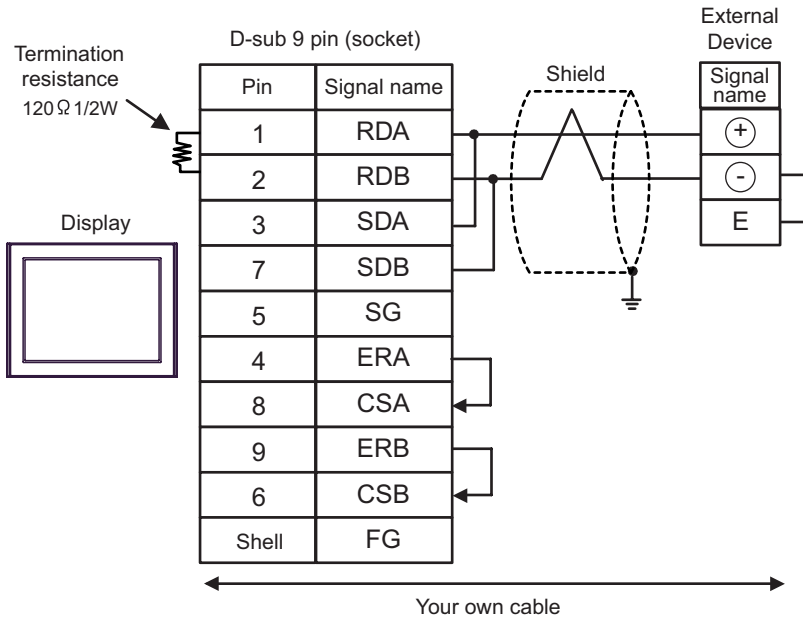 D-sub 9 pin (socket)
Termination
resistance
120Ω 1/2W
Display
Pin Signal name
1 RDA
2 RDB
3 SDA
7 SDB
5 SG
4 ERA
8 CSA
9 ERB
6 CSB
Shell FG
Shield
External
Device
Signal
name
+
-
E
Your own cable